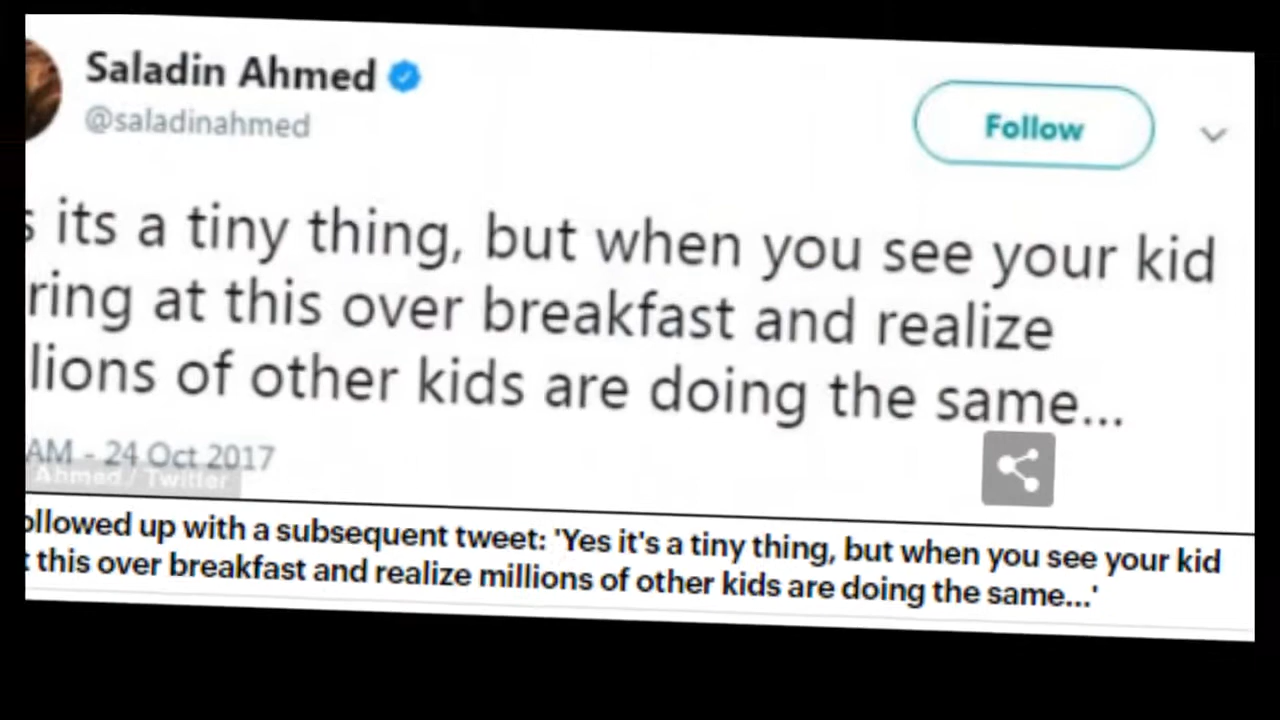 Saladin Ahmed
@saladinahmed
Follow
its a tiny thing, but when you see your kid
ring at this over breakfast and realize
lions of other kids are doing the same...
AM - 24 Oct 2017
Ahmed / Twitter
ollowed up with a subsequent tweet: 'Yes it's a tiny thing, but when you see your kid
this over breakfast and realize millions of other kids are doing the same...'